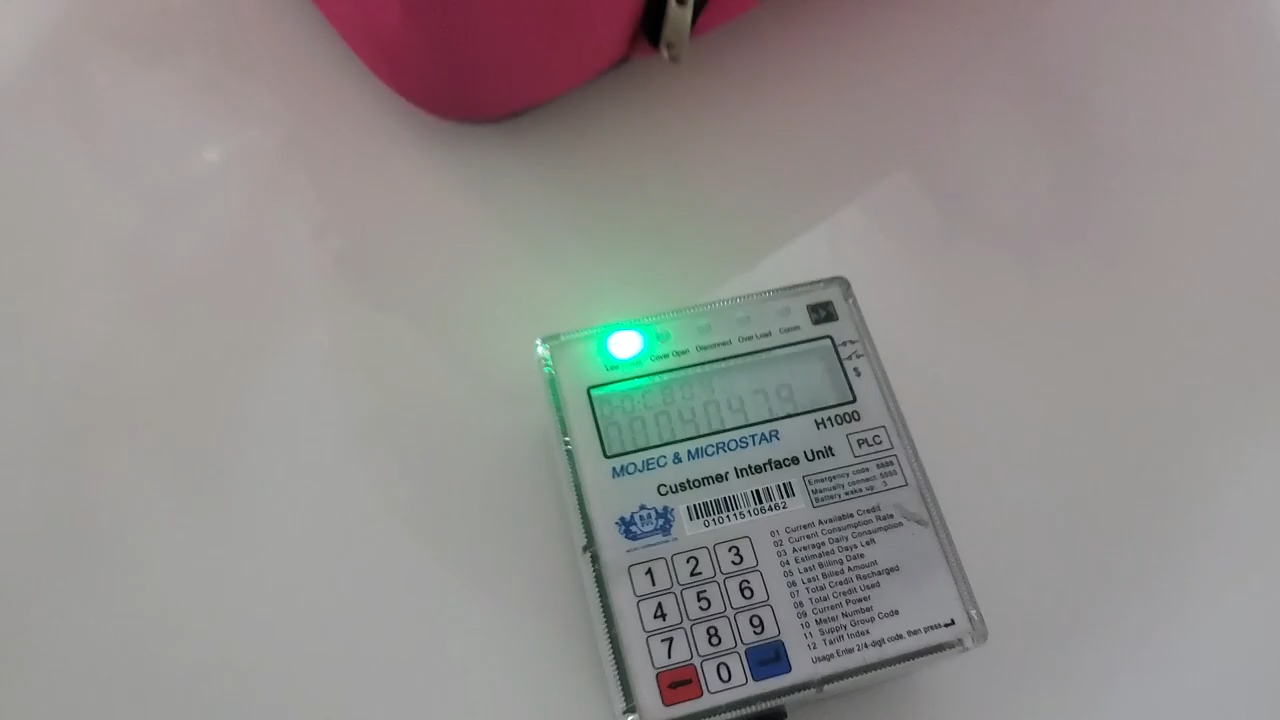 Cover Open Disconnect Over Load Comm
$
H1000
MOJEC & MICROSTAR
PLC
Customer Interface Unit
Emergency code: 8888
Manually connect: 5550
Battery wake up: 3
010115106462
01 Current Available Credit
02 Current Consumption Rate
03 Average Daily Consumption
04 Estimated Days Left
05 Last Billing Date
06 Last Billed Amount
07 Total Credit Recharged
08 Total Credit Used
09 Current Power
10 Meter Number
11 Supply Group Code
12 Tariff Index
Usage Enter 2/4-digit code, then press
1 2 3
4 5 6
7 8 9
0